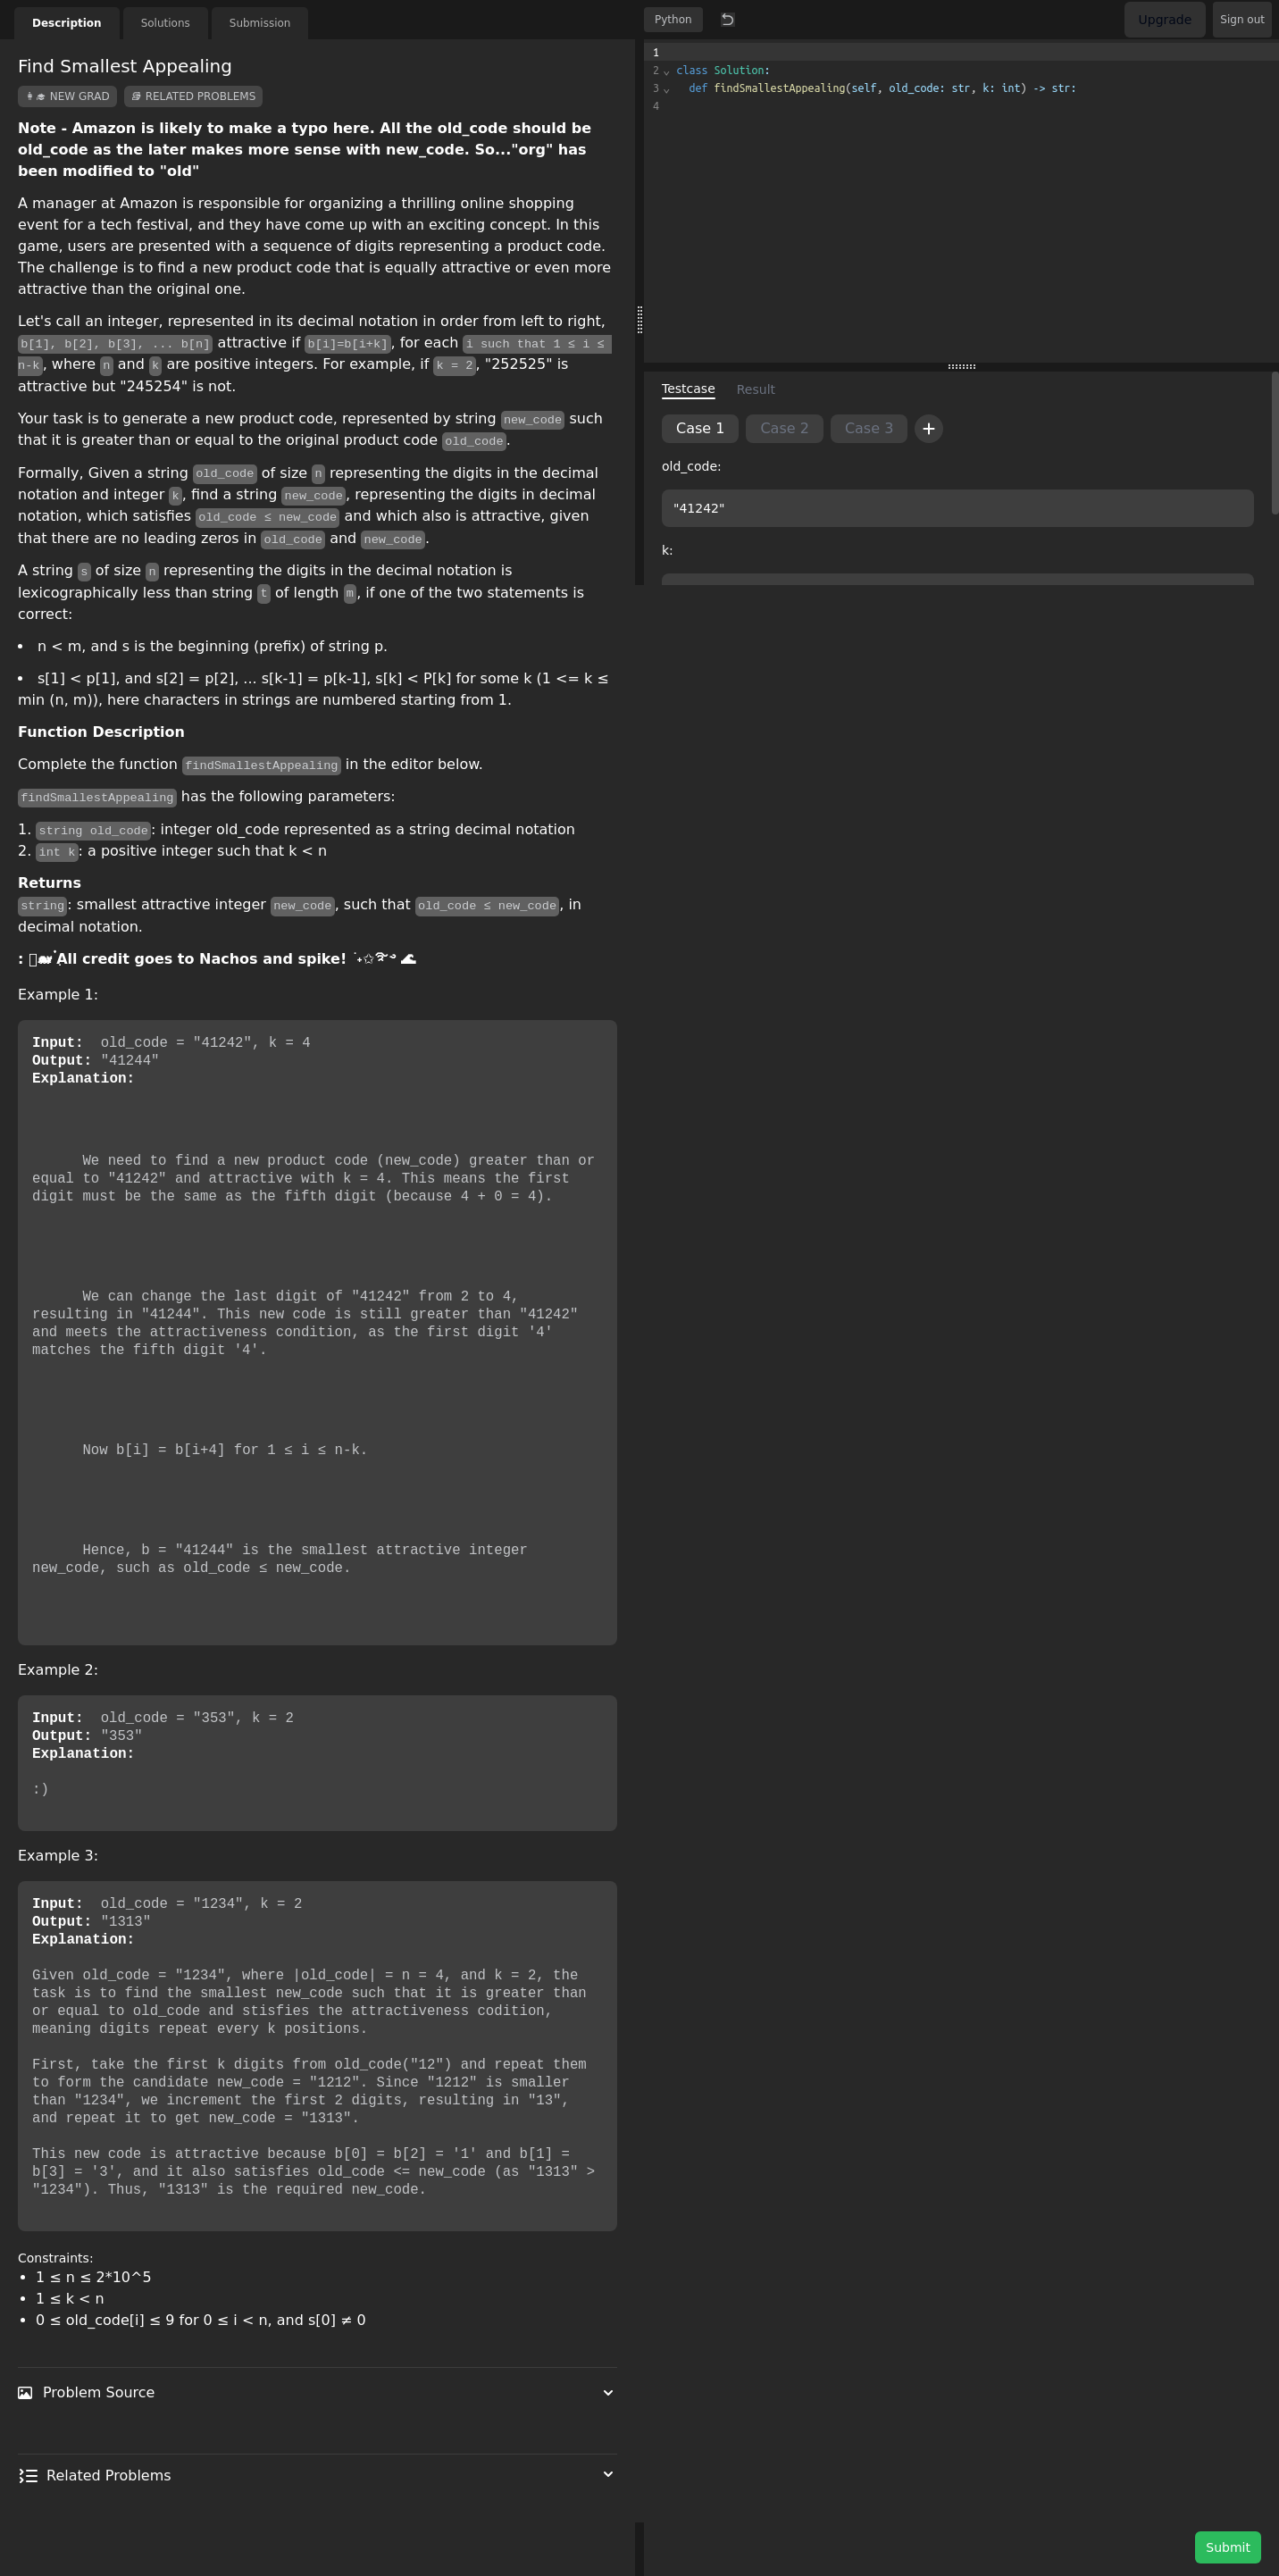 Description
Solutions
Submission
Find Smallest Appealing
NEW GRAD
RELATED PROBLEMS
Note - Amazon is likely to make a typo here. All the old_code should be
old_code as the later makes more sense with new_code. So..."org" has
been modified to "old"
A manager at Amazon is responsible for organizing a thrilling online shopping
event for a tech festival, and they have come up with an exciting concept. In this
game, users are presented with a sequence of digits representing a product code.
The challenge is to find a new product code that is equally attractive or even more
attractive than the original one.
Let's call an integer, represented in its decimal notation in order from left to right,
b[1], b[2], b[3], ... b[n] attractive if b[i]=b[i+k], for each i such that 1 ≤ i ≤
n-k, where n and k are positive integers. For example, if k = 2, "252525" is
attractive but "245254" is not.
Your task is to generate a new product code, represented by string new_code such
that it is greater than or equal to the original product code old_code.
Formally, Given a string old_code of size n representing the digits in the decimal
notation and integer k, find a string new_code, representing the digits in decimal
notation, which satisfies old_code ≤ new_code and which also is attractive, given
that there are no leading zeros in old_code and new_code.
A string s of size n representing the digits in the decimal notation is
lexicographically less than string t of length m, if one of the two statements is
correct:
• n < m, and s is the beginning (prefix) of string p.
• s[1] < p[1], and s[2] = p[2], ... s[k-1] = p[k-1], s[k] < P[k] for some k (1 <= k ≤
min (n, m)), here characters in strings are numbered starting from 1.
Function Description
Complete the function findSmallestAppealing in the editor below.
findSmallestAppealing has the following parameters:
1. string old_code: integer old_code represented as a string decimal notation
2. int k: a positive integer such that k < n
Returns
string: smallest attractive integer new_code, such that old_code ≤ new_code, in
decimal notation.
: All credit goes to Nachos and spike!
Example 1:
Input: old_code = "41242", k = 4
Output: "41244"
Explanation:
We need to find a new product code (new_code) greater than or
equal to "41242" and attractive with k = 4. This means the first
digit must be the same as the fifth digit (because 4 + 0 = 4).
We can change the last digit of "41242" from 2 to 4,
resulting in "41244". This new code is still greater than "41242"
and meets the attractiveness condition, as the first digit '4'
matches the fifth digit '4'.
Now b[i] = b[i+4] for 1 ≤ i ≤ n-k.
Hence, b = "41244" is the smallest attractive integer
new_code, such as old_code ≤ new_code.
Example 2:
Input: old_code = "353", k = 2
Output: "353"
Explanation:
:)
Example 3:
Input: old_code = "1234", k = 2
Output: "1313"
Explanation:
Given old_code = "1234", where |old_code| = n = 4, and k = 2, the
task is to find the smallest new_code such that it is greater than
or equal to old_code and stisfies the attractiveness codition,
meaning digits repeat every k positions.
First, take the first k digits from old_code("12") and repeat them
to form the candidate new_code = "1212". Since "1212" is smaller
than "1234", we increment the first 2 digits, resulting in "13",
and repeat it to get new_code = "1313".
This new code is attractive because b[0] = b[2] = '1' and b[1] =
b[3] = '3', and it also satisfies old_code <= new_code (as "1313" >
"1234"). Thus, "1313" is the required new_code.
Constraints:
• 1 ≤ n ≤ 2*10^5
• 1 ≤ k < n
• 0 ≤ old_code[i] ≤ 9 for 0 ≤ i < n, and s[0] ≠ 0
Problem Source
Related Problems
Python
Upgrade
Sign out
1
2 class Solution:
3 def findSmallestAppealing(self, old_code: str, k: int) -> str:
4
Testcase
Result
Case 1
Case 2
Case 3
+
old_code:
"41242"
k:
Submit